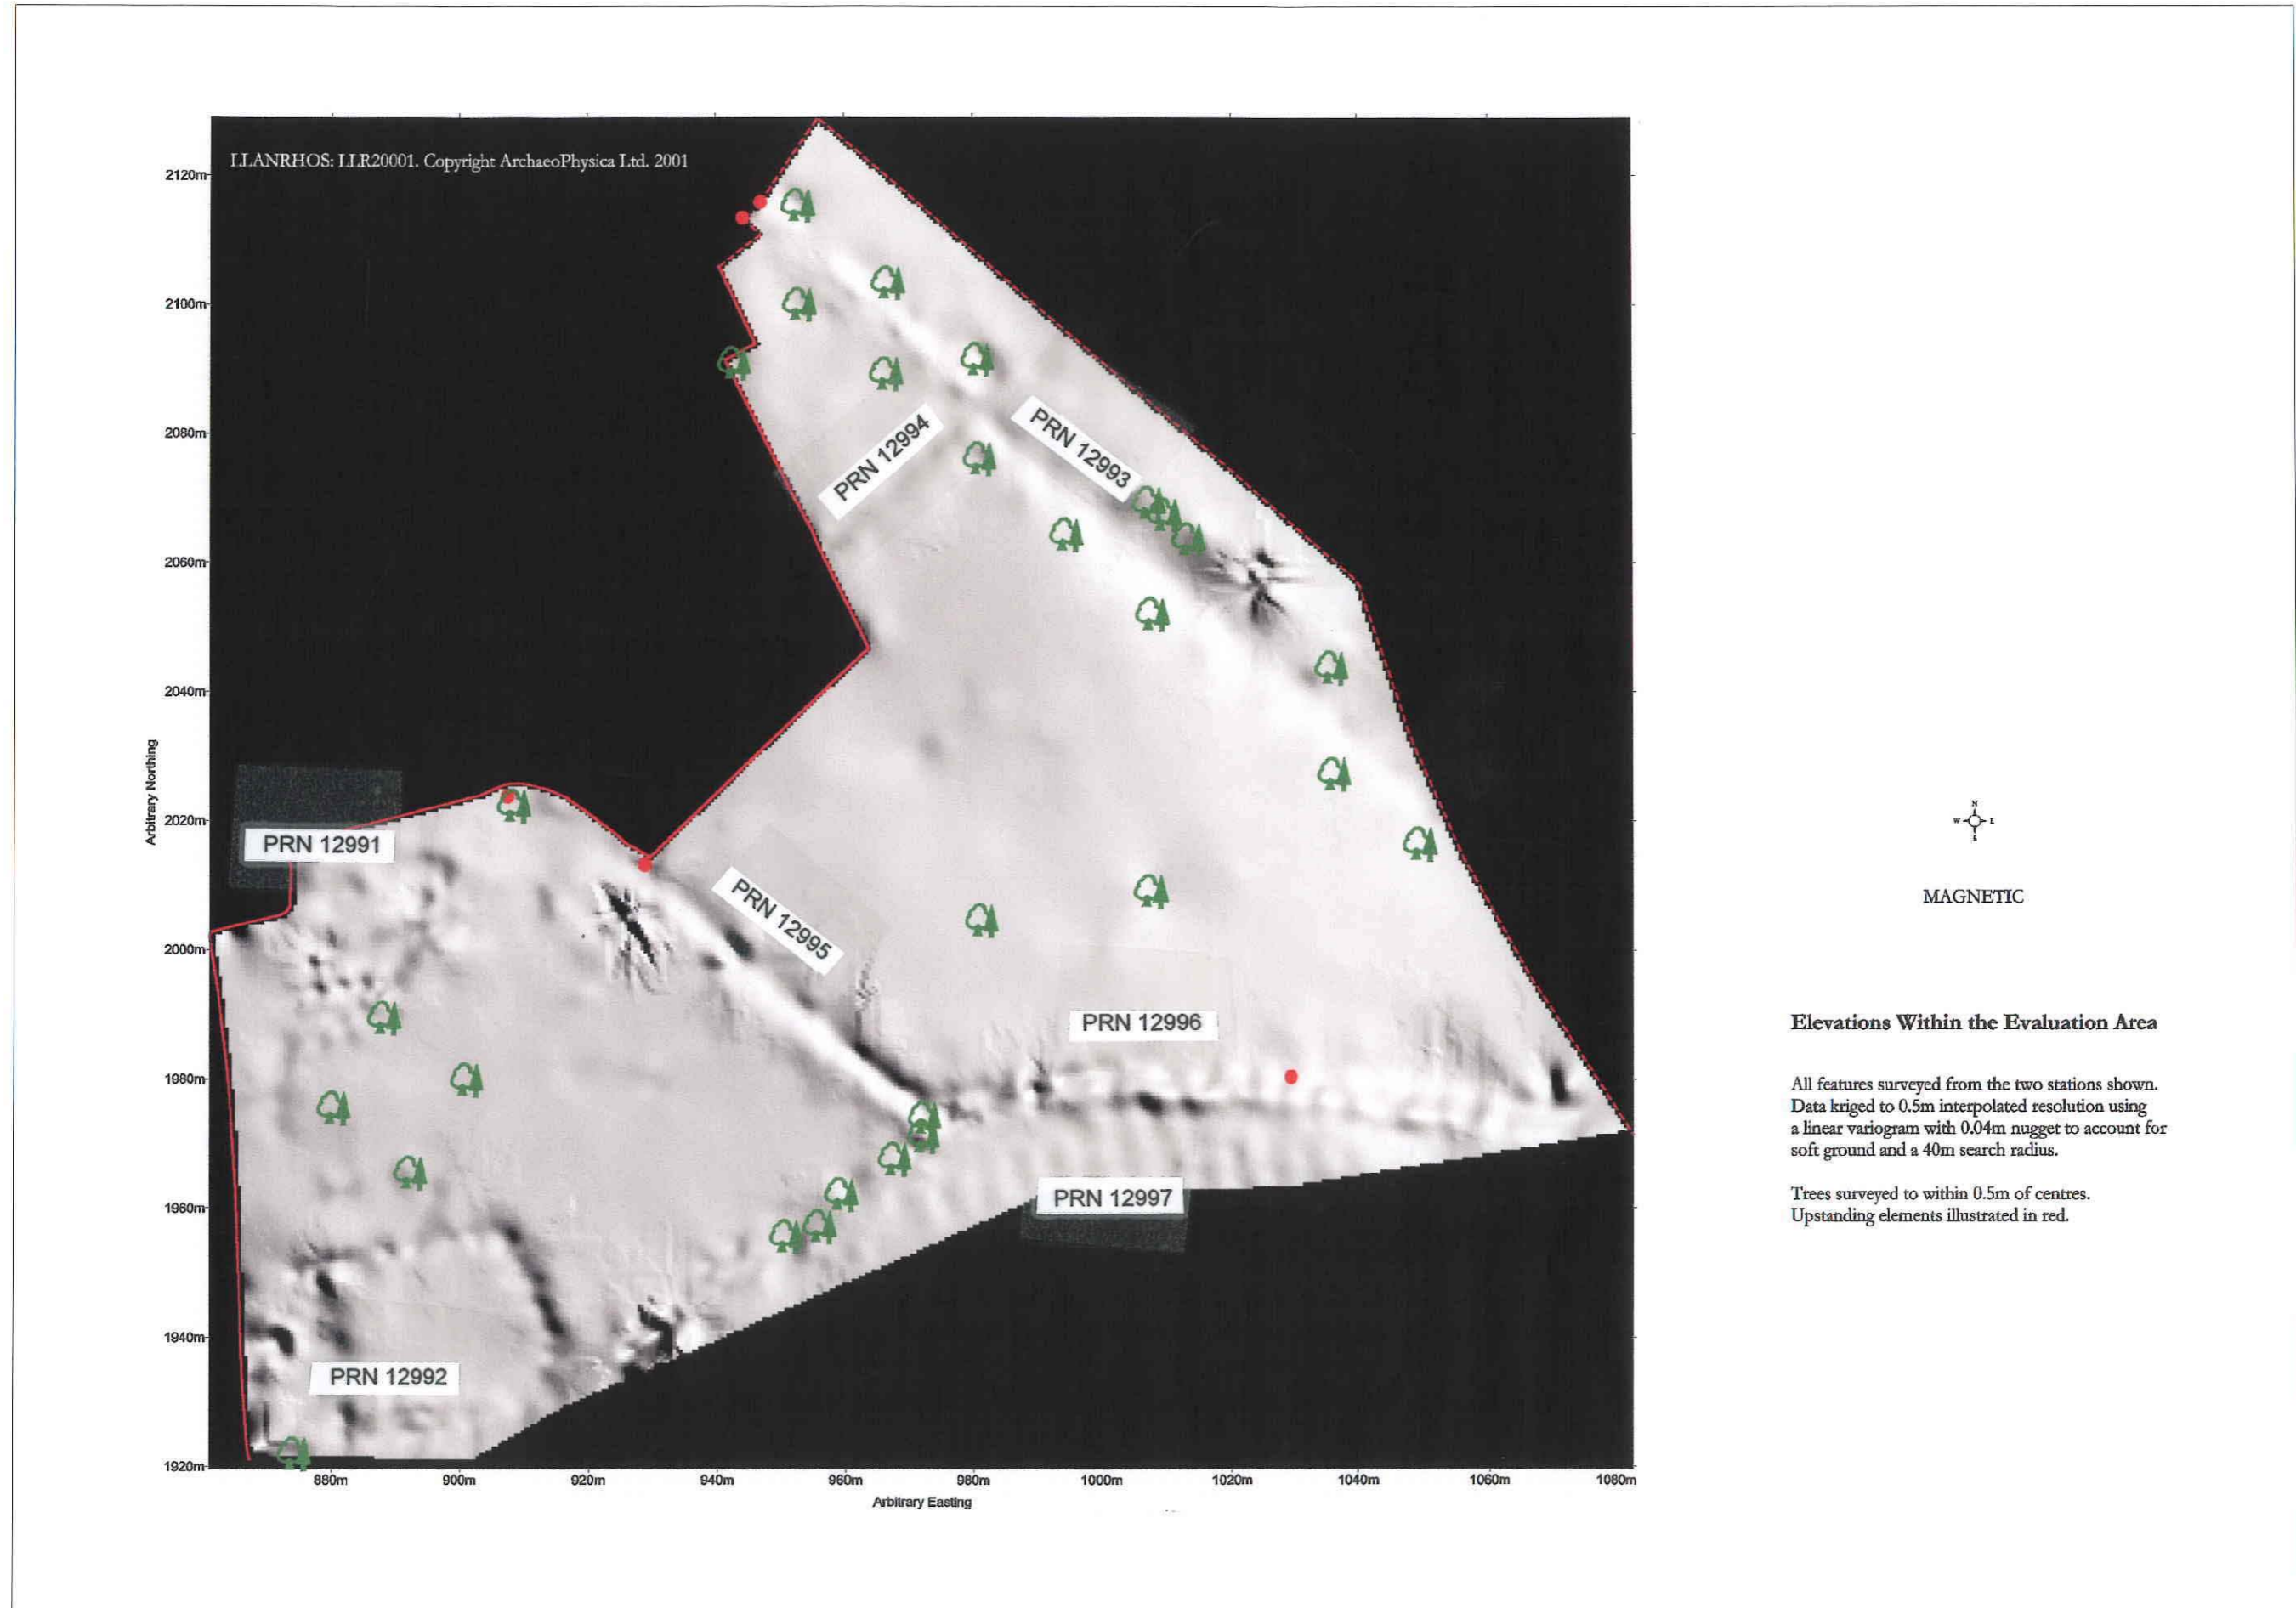 LLANRHOS: LLR20001. Copyright ArchaeoPhysica Ltd. 2001
2120m
2100m
2080m
2060m
2040m
2020m
2000m
1980m
1960m
1940m
1920m
Arbitrary Northing
880m
900m
920m
940m
960m
980m
1000m
1020m
1040m
1060m
1080m
Arbitrary Easting
PRN 12994
PRN 12993
PRN 12991
PRN 12995
PRN 12996
PRN 12997
PRN 12992
N
W
E
MAGNETIC
Elevations Within the Evaluation Area
All features surveyed from the two stations shown.
Data kriged to 0.5m interpolated resolution using
a linear variogram with 0.04m nugget to account for
soft ground and a 40m search radius.
Trees surveyed to within 0.5m of centres.
Upstanding elements illustrated in red.